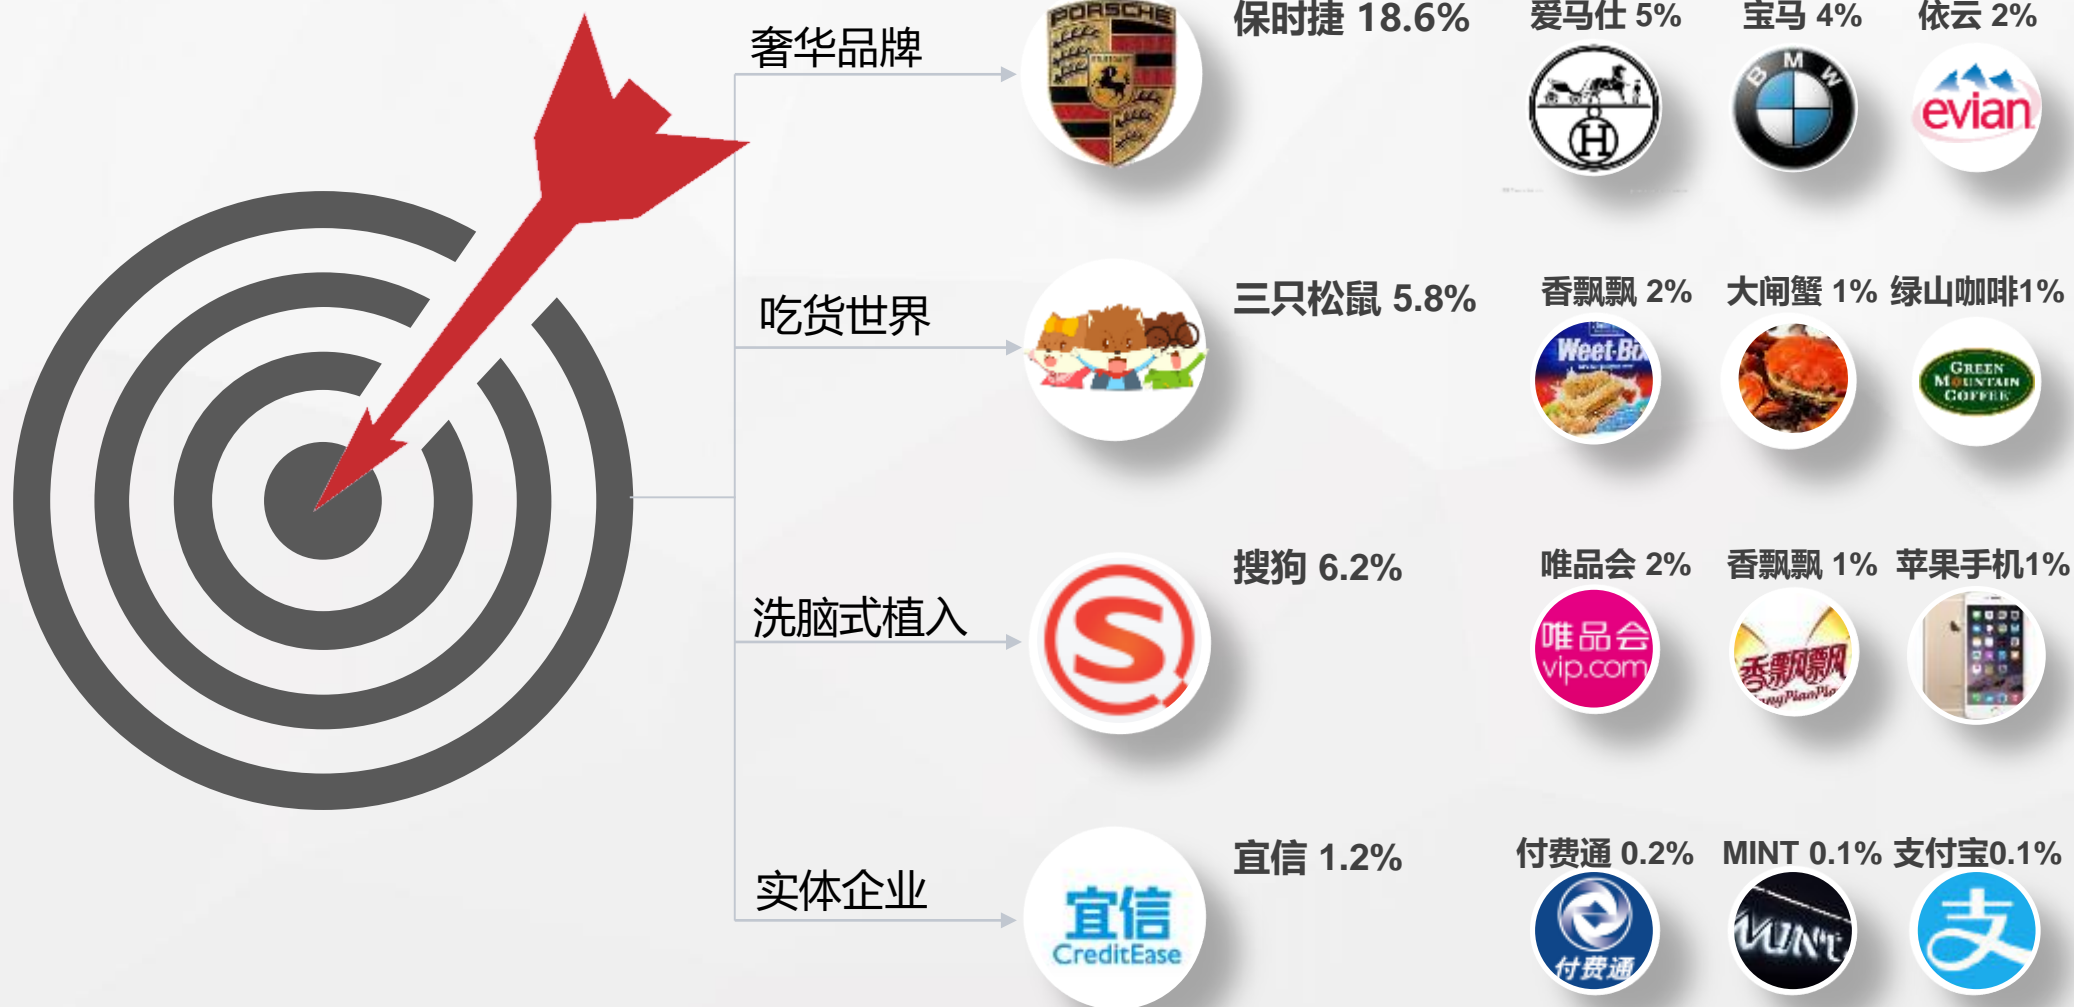 奢华品牌
PORSCHE
保时捷 18.6%
爱马仕 5%
宝马 4%
依云 2%
H
BMW
evian
吃货世界
三只松鼠 5.8%
香飘飘 2%
大闸蟹 1%
绿山咖啡1%
Weet-Bix
GREEN
MOUNTAIN
COFFEE
洗脑式植入
搜狗 6.2%
S
唯品会 2%
香飘飘 1%
苹果手机1%
唯品会
vip.com
香飘飘
实体企业
宜信 1.2%
宜信
CreditEase
付费通 0.2%
MINT 0.1%
支付宝0.1%
付费通
MINT
支